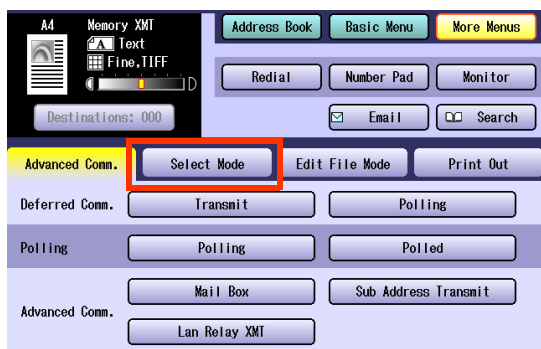 A4 Memory XMT
A Text
Fine,TIFF
D
Destinations: 000
Address Book Basic Menu More Menus
Redial Number Pad Monitor
Email Search
Advanced Comm. Select Mode Edit File Mode Print Out
Deferred Comm. Transmit Polling
Polling Polling Polled
Advanced Comm. Mail Box Sub Address Transmit
Lan Relay XMT